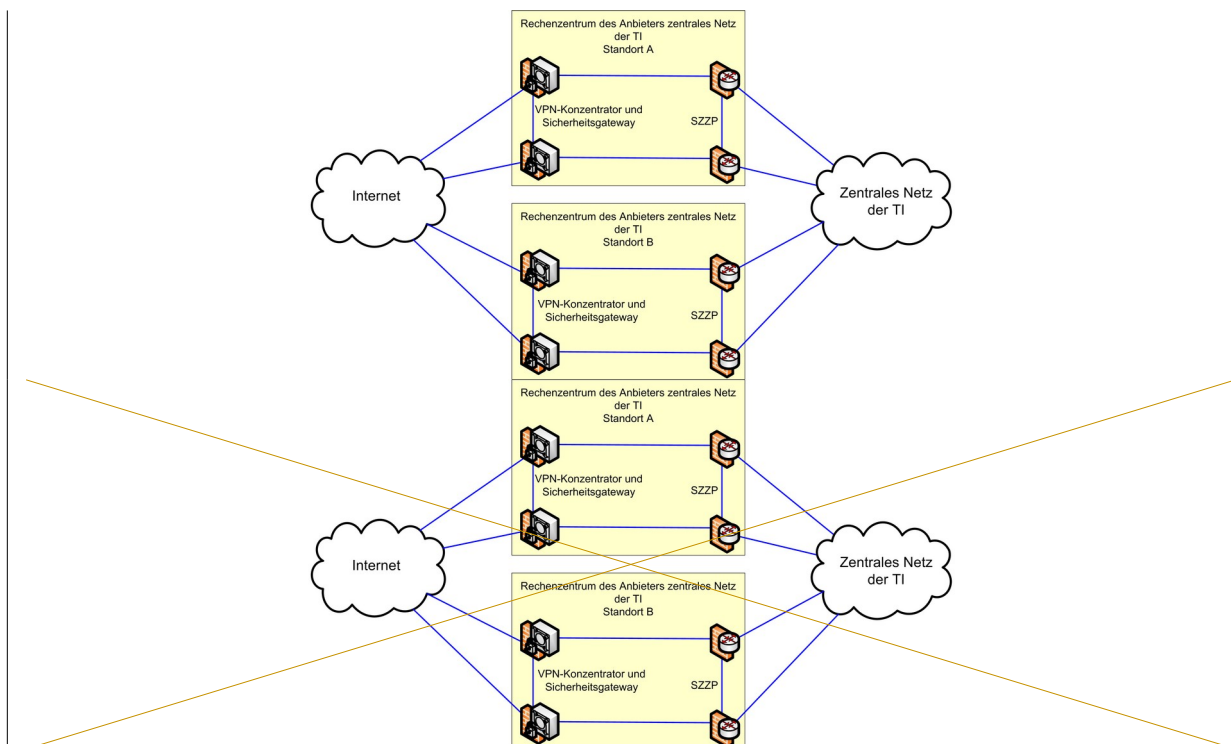 Rechenzentrum des Anbieters zentrales Netz
der TI
Standort A
VPN-Konzentrator und
Sicherheitsgateway
SZZP
Internet
Zentrales Netz
der TI
Rechenzentrum des Anbieters zentrales Netz
der TI
Standort B
VPN-Konzentrator und
Sicherheitsgateway
SZZP
Rechenzentrum des Anbieters zentrales Netz
der TI
Standort A
VPN-Konzentrator und
Sicherheitsgateway
SZZP
Internet
Zentrales Netz
der TI
Rechenzentrum des Anbieters zentrales Netz
der TI
Standort B
VPN-Konzentrator und
Sicherheitsgateway
SZZP